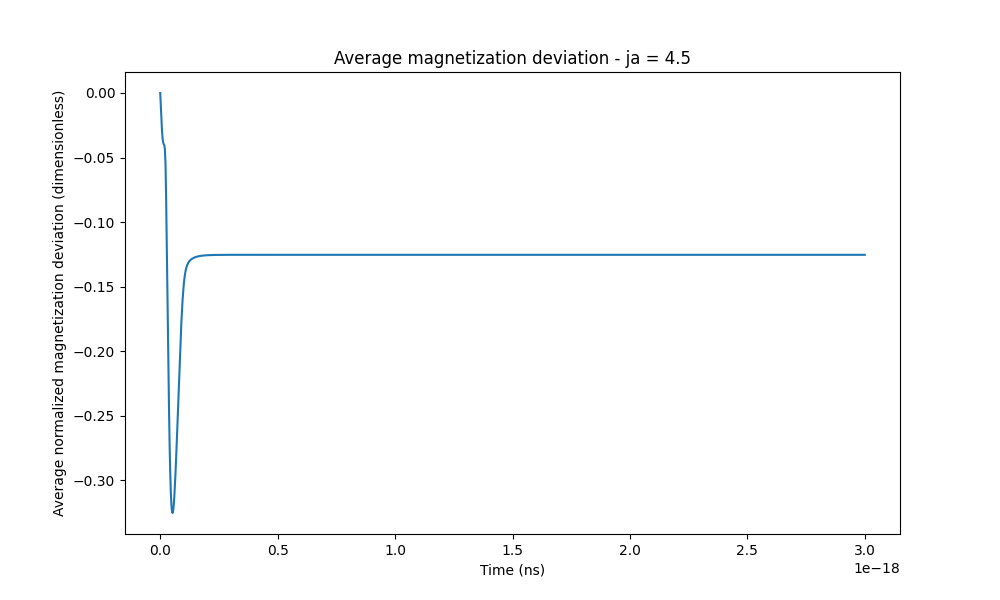 Average magnetization deviation - ja = 4.5
Average normalized magnetization deviation (dimensionless)
0.00
−0.05
−0.10
−0.15
−0.20
−0.25
−0.30
0.0 0.5 1.0 1.5 2.0 2.5 3.0
1e−18
Time (ns)